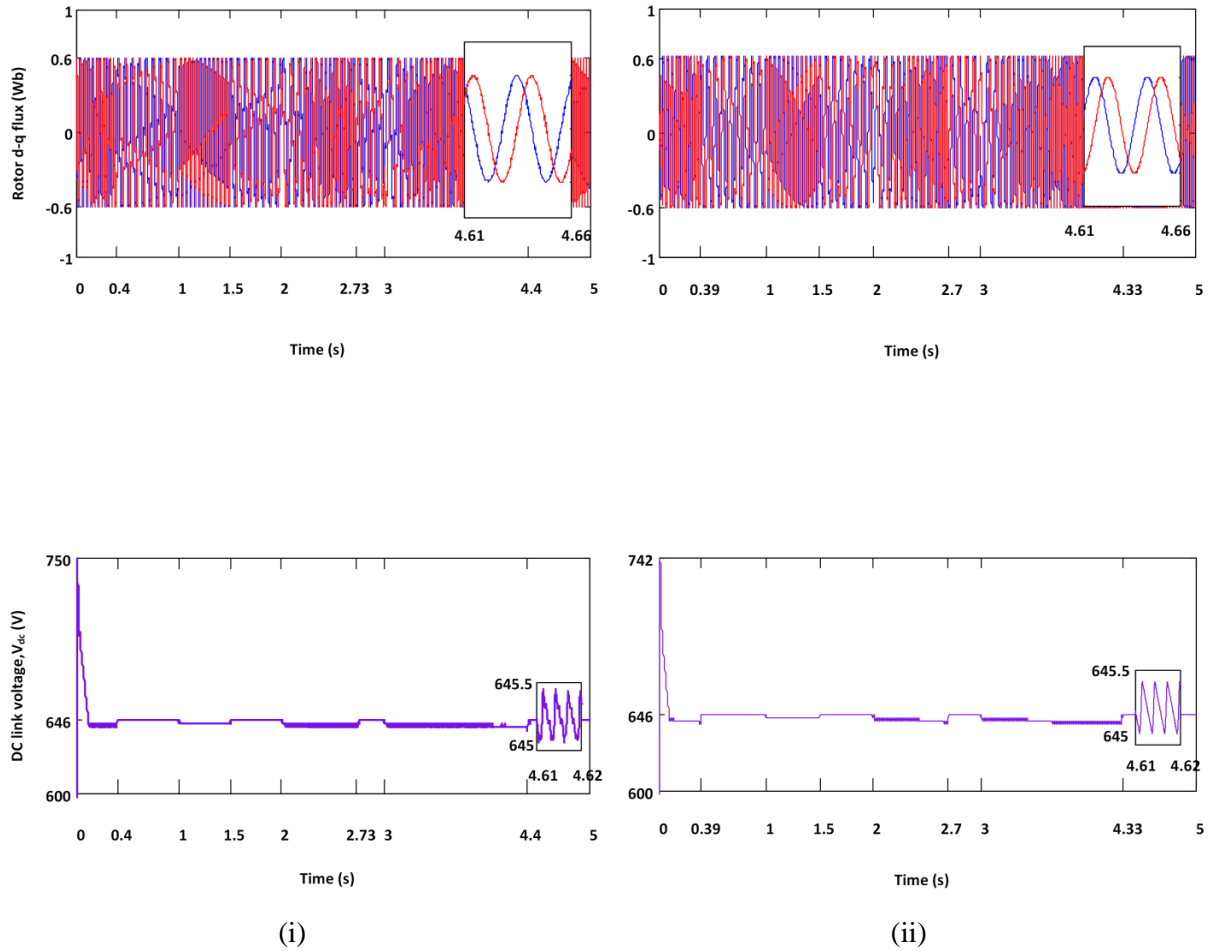 1
0.6
0
-0.6
-1
Rotor d-q flux (Wb)
4.61 4.66
0 0.4 1 1.5 2 2.73 3 4.4 5
Time (s)
1
0.6
0
-0.6
-1
4.61 4.66
0 0.39 1 1.5 2 2.7 3 4.33 5
Time (s)
750
646
600
DC link voltage,Vdc (V)
645.5
645
4.61 4.62
0 0.4 1 1.5 2 2.73 3 4.4 5
Time (s)
(i)
742
646
600
645.5
645
4.61 4.62
0 0.39 1 1.5 2 2.7 3 4.33 5
Time (s)
(ii)